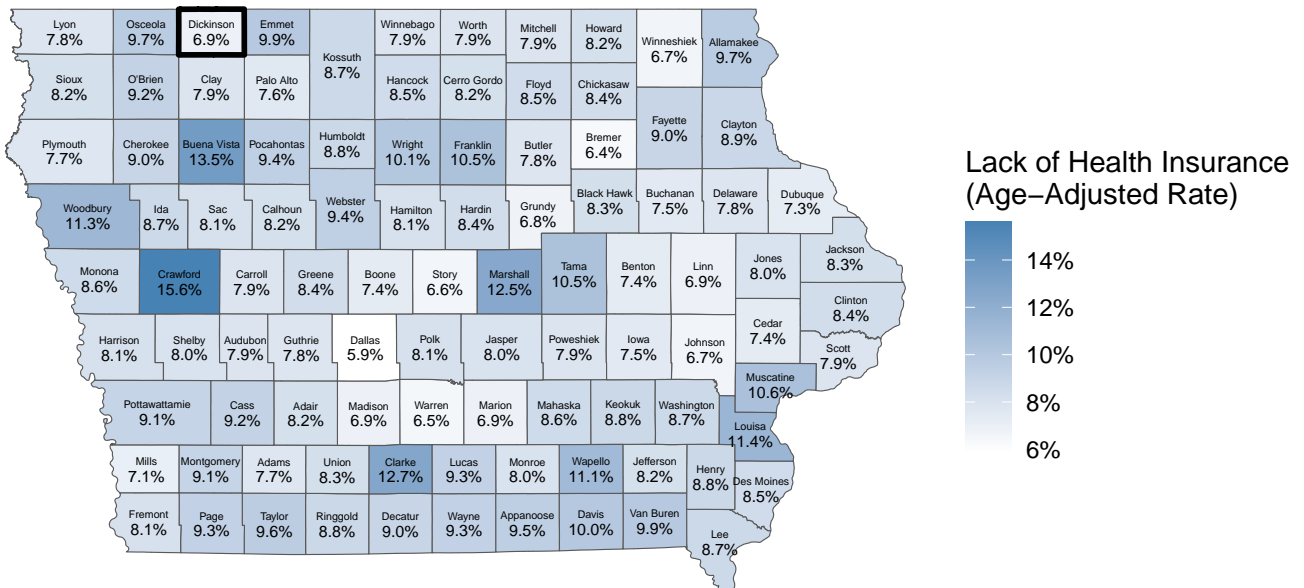 Lyon
7.8%
Osceola
9.7%
Dickinson
6.9%
Emmet
9.9%
Winnebago
7.9%
Worth
7.9%
Mitchell
7.9%
Howard
8.2%
Winneshiek
6.7%
Allamakee
9.7%
Kossuth
8.7%
Sioux
8.2%
O'Brien
9.2%
Clay
7.9%
Palo Alto
7.6%
Hancock
8.5%
Cerro Gordo
8.2%
Floyd
8.5%
Chickasaw
8.4%
Fayette
9.0%
Clayton
8.9%
Plymouth
7.7%
Cherokee
9.0%
Buena Vista
13.5%
Pocahontas
9.4%
Humboldt
8.8%
Wright
10.1%
Franklin
10.5%
Butler
7.8%
Bremer
6.4%
Woodbury
11.3%
Ida
8.7%
Sac
8.1%
Calhoun
8.2%
Webster
9.4%
Hamilton
8.1%
Hardin
8.4%
Grundy
6.8%
Black Hawk
8.3%
Buchanan
7.5%
Delaware
7.8%
Dubuque
7.3%
Monona
8.6%
Crawford
15.6%
Carroll
7.9%
Greene
8.4%
Boone
7.4%
Story
6.6%
Marshall
12.5%
Tama
10.5%
Benton
7.4%
Linn
6.9%
Jones
8.0%
Jackson
8.3%
Clinton
8.4%
Harrison
8.1%
Shelby
8.0%
Audubon
7.9%
Guthrie
7.8%
Dallas
5.9%
Polk
8.1%
Jasper
8.0%
Poweshiek
7.9%
Iowa
7.5%
Johnson
6.7%
Cedar
7.4%
Scott
7.9%
Muscatine
10.6%
Pottawattamie
9.1%
Cass
9.2%
Adair
8.2%
Madison
6.9%
Warren
6.5%
Marion
6.9%
Mahaska
8.6%
Keokuk
8.8%
Washington
8.7%
Louisa
11.4%
Mills
7.1%
Montgomery
9.1%
Adams
7.7%
Union
8.3%
Clarke
12.7%
Lucas
9.3%
Monroe
8.0%
Wapello
11.1%
Jefferson
8.2%
Henry
8.8%
Des Moines
8.5%
Fremont
8.1%
Page
9.3%
Taylor
9.6%
Ringgold
8.8%
Decatur
9.0%
Wayne
9.3%
Appanoose
9.5%
Davis
10.0%
Van Buren
9.9%
Lee
8.7%
Lack of Health Insurance
(Age−Adjusted Rate)
14%
12%
10%
8%
6%